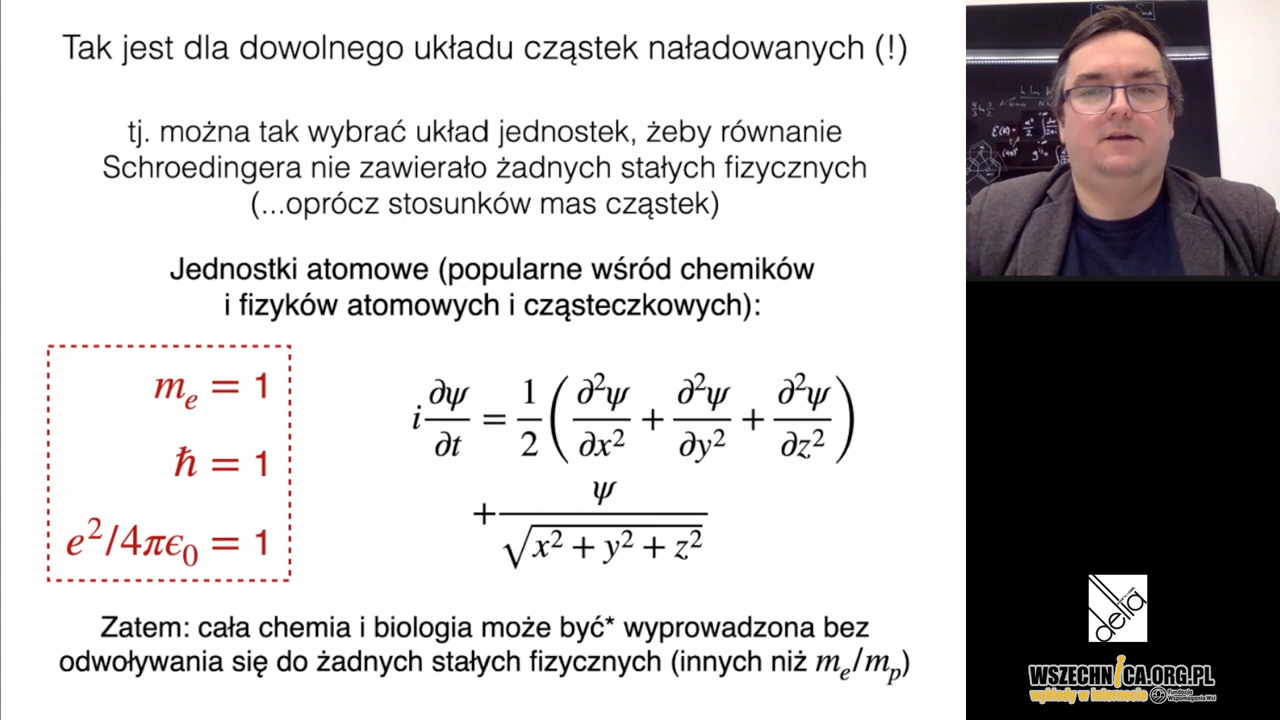 Tak jest dla dowolnego układu cząstek naładowanych (!)
tj. można tak wybrać układ jednostek, żeby równanie
Schroedingera nie zawierało żadnych stałych fizycznych
(...oprócz stosunków mas cząstek)
Jednostki atomowe (popularne wśród chemików
i fizyków atomowych i cząsteczkowych):
m_e = 1
ħ = 1
e²/4πϵ₀ = 1
i ∂ψ/∂t = 1/2 (∂²ψ/∂x² + ∂²ψ/∂y² + ∂²ψ/∂z²)
+ ψ/√(x² + y² + z²)
Zatem: cała chemia i biologia może być* wyprowadzona bez
odwoływania się do żadnych stałych fizycznych (innych niż m_e/m_p)
delta
WSZECHNICA.ORG.PL
wykłady w internecie
Fundacja
Wspomagania Wsi